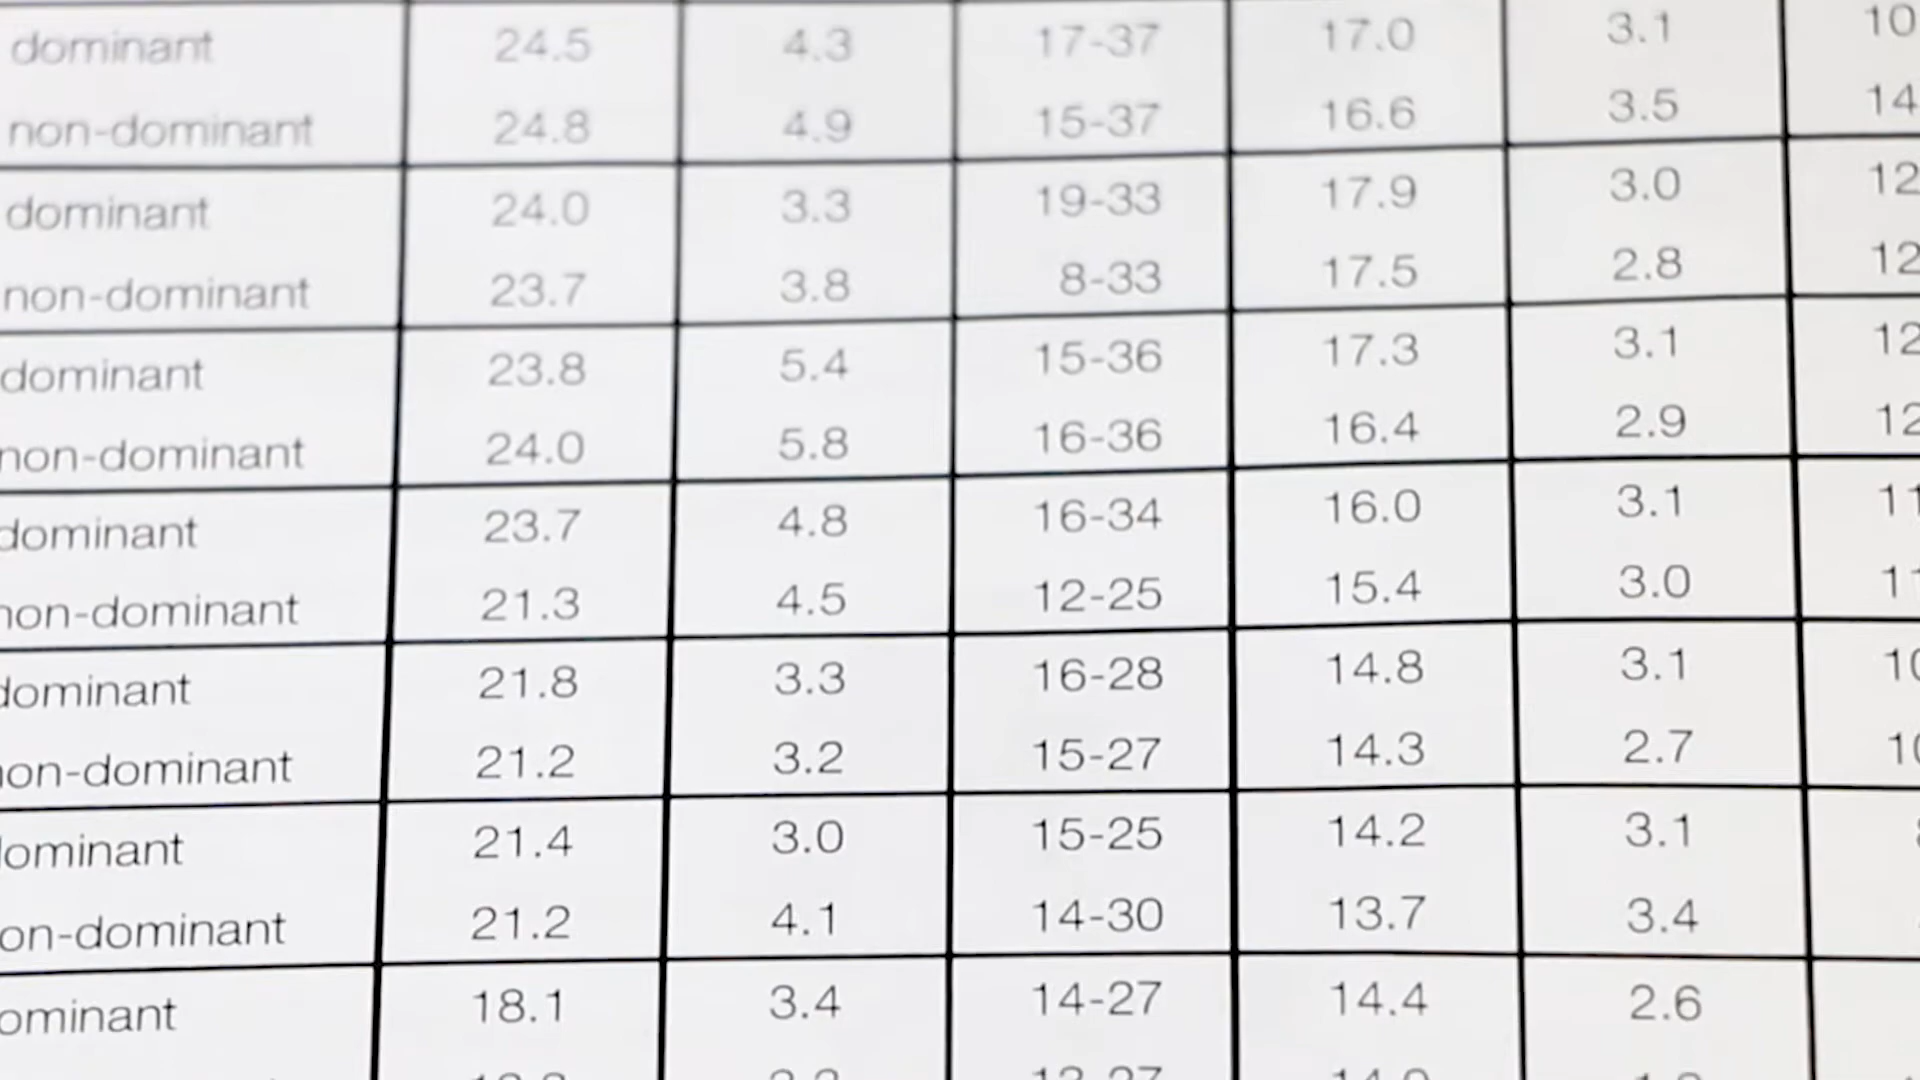 dominant 24.5 4.3 17-37 17.0 3.1 10
non-dominant 24.8 4.9 15-37 16.6 3.5 14
dominant 24.0 3.3 19-33 17.9 3.0 12
non-dominant 23.7 3.8 8-33 17.5 2.8 12
dominant 23.8 5.4 15-36 17.3 3.1 12
non-dominant 24.0 5.8 16-36 16.4 2.9 12
dominant 23.7 4.8 16-34 16.0 3.1 11
non-dominant 21.3 4.5 12-25 15.4 3.0 11
dominant 21.8 3.3 16-28 14.8 3.1 10
non-dominant 21.2 3.2 15-27 14.3 2.7 10
ominant 21.4 3.0 15-25 14.2 3.1
on-dominant 21.2 4.1 14-30 13.7 3.4
ominant 18.1 3.4 14-27 14.4 2.6